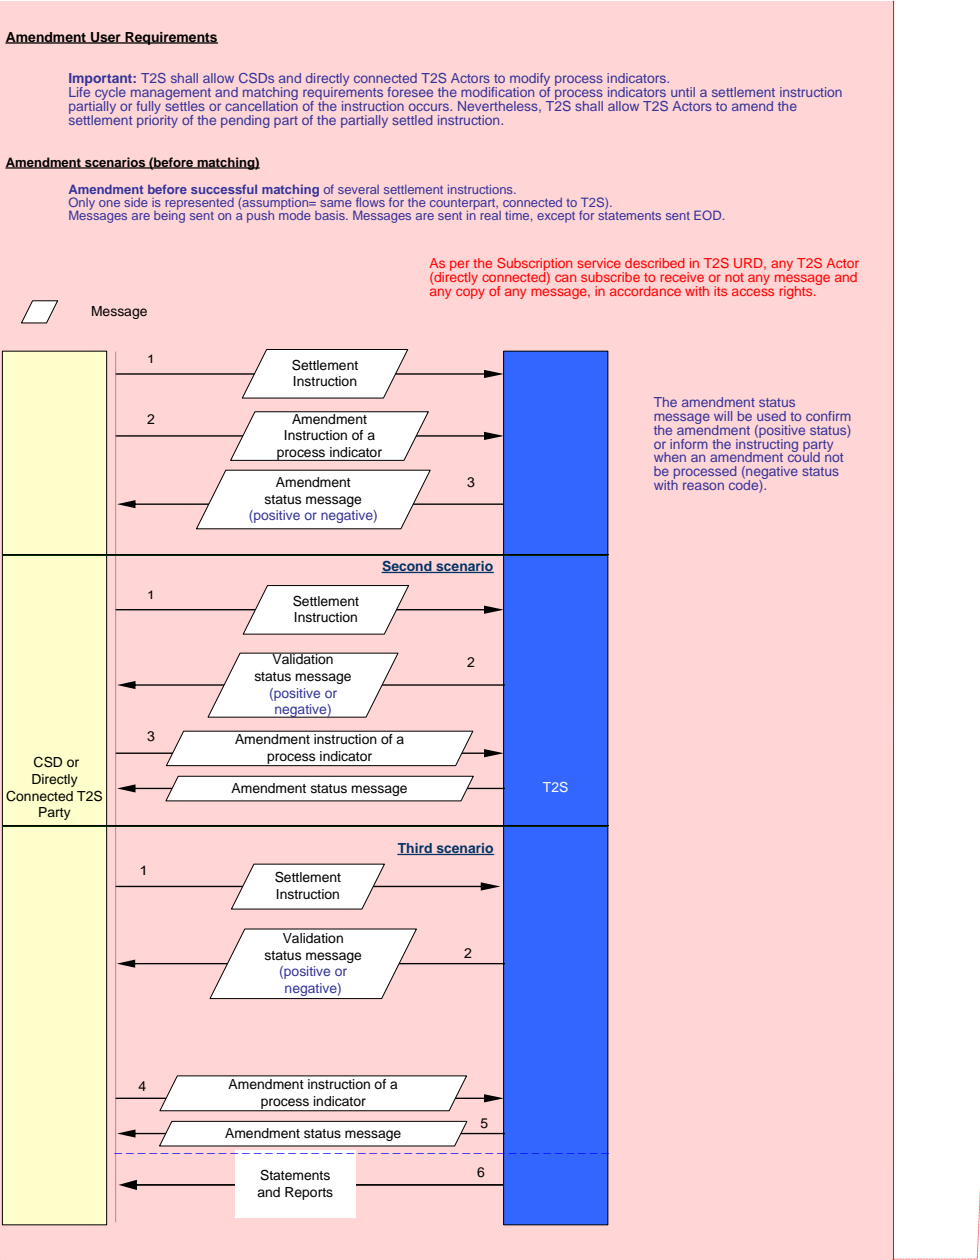 Amendment User Requirements
Important: T2S shall allow CSDs and directly connected T2S Actors to modify process indicators.
Life cycle management and matching requirements foresee the modification of process indicators until a settlement instruction
partially or fully settles or cancellation of the instruction occurs. Nevertheless, T2S shall allow T2S Actors to amend the
settlement priority of the pending part of the partially settled instruction.
Amendment scenarios (before matching)
Amendment before successful matching of several settlement instructions.
Only one side is represented (assumption= same flows for the counterpart, connected to T2S).
Messages are being sent on a push mode basis. Messages are sent in real time, except for statements sent EOD.
As per the Subscription service described in T2S URD, any T2S Actor
(directly connected) can subscribe to receive or not any message and
any copy of any message, in accordance with its access rights.
Message
1
Settlement
Instruction
2
Amendment
Instruction of a
process indicator
3
Amendment
status message
(positive or negative)
The amendment status
message will be used to confirm
the amendment (positive status)
or inform the instructing party
when an amendment could not
be processed (negative status
with reason code).
Second scenario
1
Settlement
Instruction
2
Validation
status message
(positive or
negative)
3
Amendment instruction of a
process indicator
Amendment status message
CSD or
Directly
Connected T2S
Party
T2S
Third scenario
1
Settlement
Instruction
2
Validation
status message
(positive or
negative)
4
Amendment instruction of a
process indicator
5
Amendment status message
6
Statements
and Reports